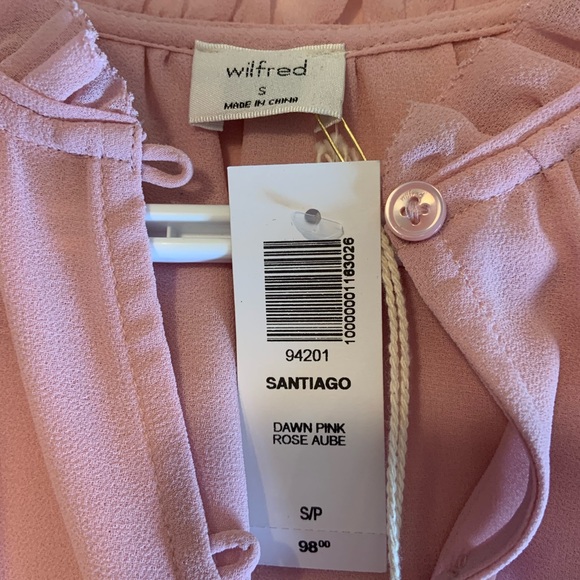 wilfred
S
MADE IN CHINA
10000001163026
94201
SANTIAGO
DAWN PINK
ROSE AUBE
S/P
98.00